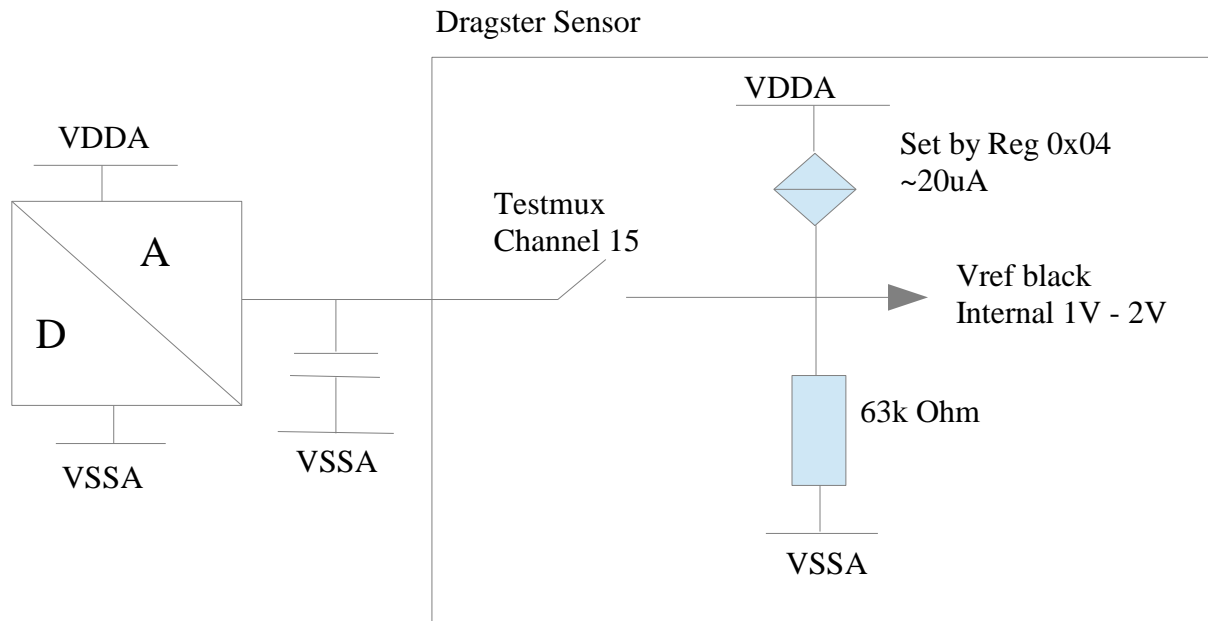 Dragster Sensor
VDDA
VDDA
Set by Reg 0x04
~20uA
A
D
Testmux
Channel 15
Vref black
Internal 1V - 2V
63k Ohm
VSSA
VSSA
VSSA